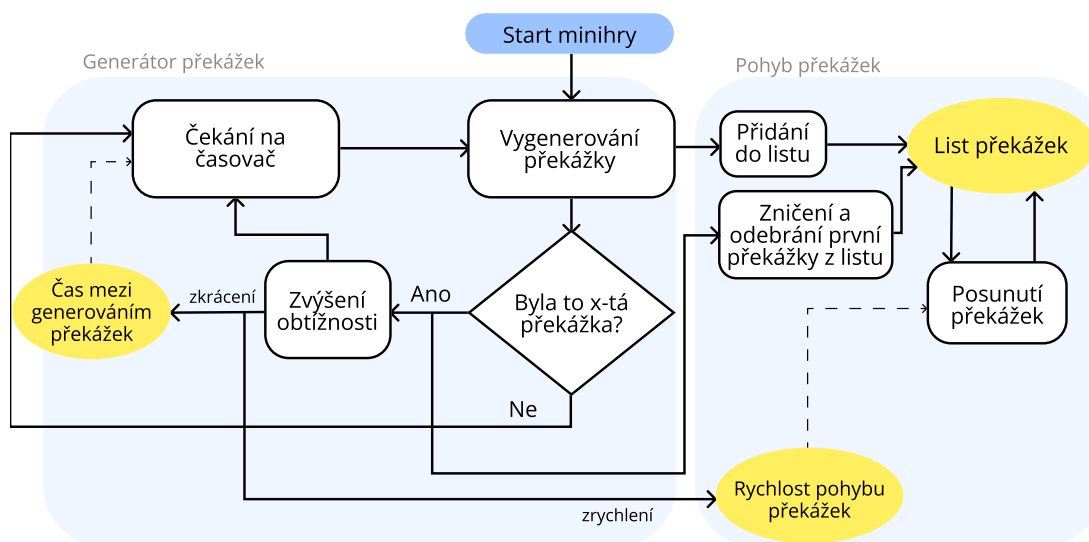 Start minihry
Generátor překážek
Pohyb překážek
Čekání na
časovač
Vygenerování
překážky
Přidání
do listu
List překážek
Zničení a
odebrání první
překážky z listu
Čas mezi
generováním
překážek
zkrácení
Zvýšení
obtížnosti
Ano
Byla to x-tá
překážka?
Posunutí
překážek
Ne
Rychlost pohybu
překážek
zrychlení